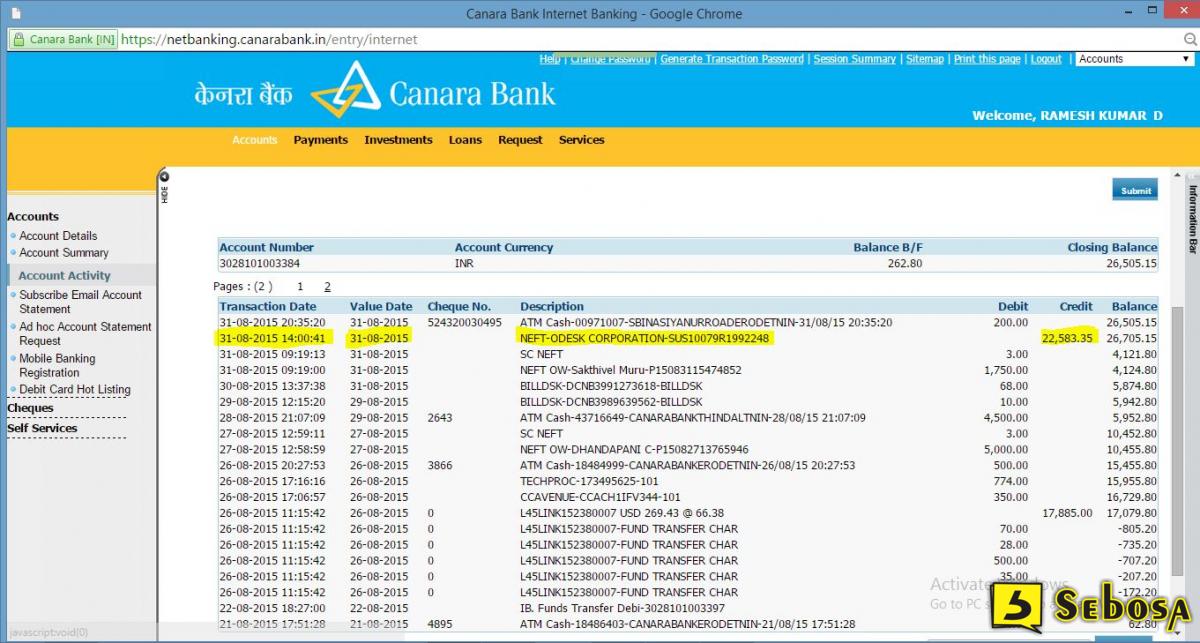 Canara Bank Internet Banking - Google Chrome
Canara Bank [IN] https://netbanking.canarabank.in/entry/internet
Help | Change Password | Generate Transaction Password | Session Summary | Sitemap | Print this page | Logout | Accounts
केनरा बैंक Canara Bank
Welcome, RAMESH KUMAR D
Accounts Payments Investments Loans Request Services
HIDE
Submit
Information Bar
Accounts
Account Details
Account Summary
Account Activity
Subscribe Email Account
Statement
Ad hoc Account Statement
Request
Mobile Banking
Registration
Debit Card Hot Listing
Cheques
Self Services
Account Number Account Currency Balance B/F Closing Balance
3028101003384 INR 262.80 26,505.15
Pages : (2 ) 1 2
Transaction Date Value Date Cheque No. Description Debit Credit Balance
31-08-2015 20:35:20 31-08-2015 524320030495 ATM Cash-00971007-SBINASIYANURROADERODETNIN-31/08/15 20:35:20 200.00 26,505.15
31-08-2015 14:00:41 31-08-2015 NEFT-ODESK CORPORATION-SUS10079R1992248 22,583.35 26,705.15
31-08-2015 09:19:13 31-08-2015 SC NEFT 3.00 4,121.80
31-08-2015 09:19:00 31-08-2015 NEFT OW-Sakthivel Muru-P15083115474852 1,750.00 4,124.80
30-08-2015 13:37:38 30-08-2015 BILLDSK-DCNB3991273618-BILLDSK 68.00 5,874.80
29-08-2015 12:15:20 29-08-2015 BILLDSK-DCNB3989639562-BILLDSK 10.00 5,942.80
28-08-2015 21:07:09 29-08-2015 2643 ATM Cash-43716649-CANARABANKTHINDALTNIN-28/08/15 21:07:09 4,500.00 5,952.80
27-08-2015 12:59:11 27-08-2015 SC NEFT 3.00 10,452.80
27-08-2015 12:58:59 27-08-2015 NEFT OW-DHANDAPANI C-P15082713765946 5,000.00 10,455.80
26-08-2015 20:27:53 26-08-2015 3866 ATM Cash-18484999-CANARABANKERODETNIN-26/08/15 20:27:53 500.00 15,455.80
26-08-2015 17:16:16 26-08-2015 TECHPROC-173495625-101 774.00 15,955.80
26-08-2015 17:06:57 26-08-2015 CCAVENUE-CCACH1IFV344-101 350.00 16,729.80
26-08-2015 11:15:42 26-08-2015 0 L45LINK152380007 USD 269.43 @ 66.38 17,885.00 17,079.80
26-08-2015 11:15:42 26-08-2015 0 L45LINK152380007-FUND TRANSFER CHAR 70.00 -805.20
26-08-2015 11:15:42 26-08-2015 0 L45LINK152380007-FUND TRANSFER CHAR 28.00 -735.20
26-08-2015 11:15:42 26-08-2015 0 L45LINK152380007-FUND TRANSFER CHAR 500.00 -707.20
26-08-2015 11:15:42 26-08-2015 0 L45LINK152380007-FUND TRANSFER CHAR 35.00 -207.20
26-08-2015 11:15:42 26-08-2015 0 L45LINK152380007-FUND TRANSFER CHAR -172.20
22-08-2015 18:27:00 22-08-2015 IB. Funds Transfer Debi-3028101003397
21-08-2015 17:51:28 21-08-2015 4895 ATM Cash-18486403-CANARABANKERODETNIN-21/08/15 17:51:28 62.80
Activate
Go to PC
SEBOSA
javascript:void(0)